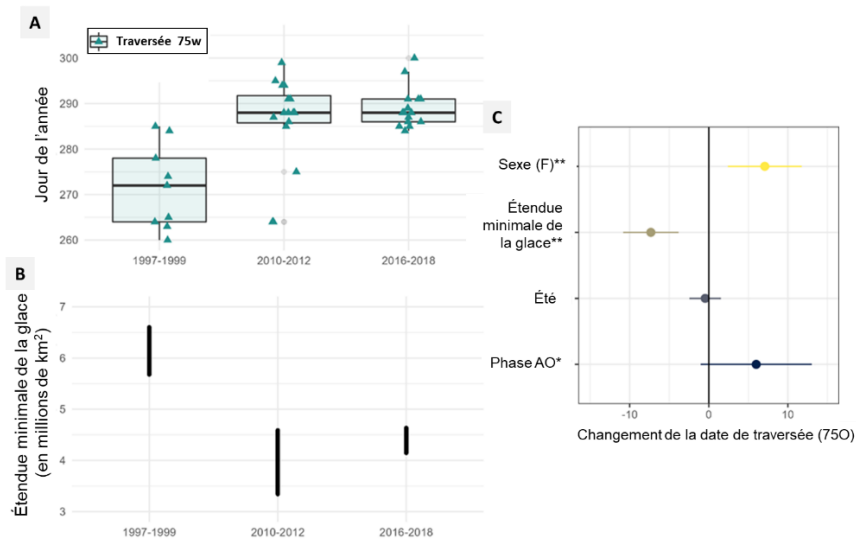 A
Traversée 75w
Jour de l'année
300
290
280
270
260
1997-1999
2010-2012
2016-2018
B
Étendue minimale de la glace
(en millions de km²)
7
6
5
4
3
1997-1999
2010-2012
2016-2018
C
Sexe (F)**
Étendue
minimale de
la glace**
Été
Phase AO*
-10
0
10
Changement de la date de traversée (75O)